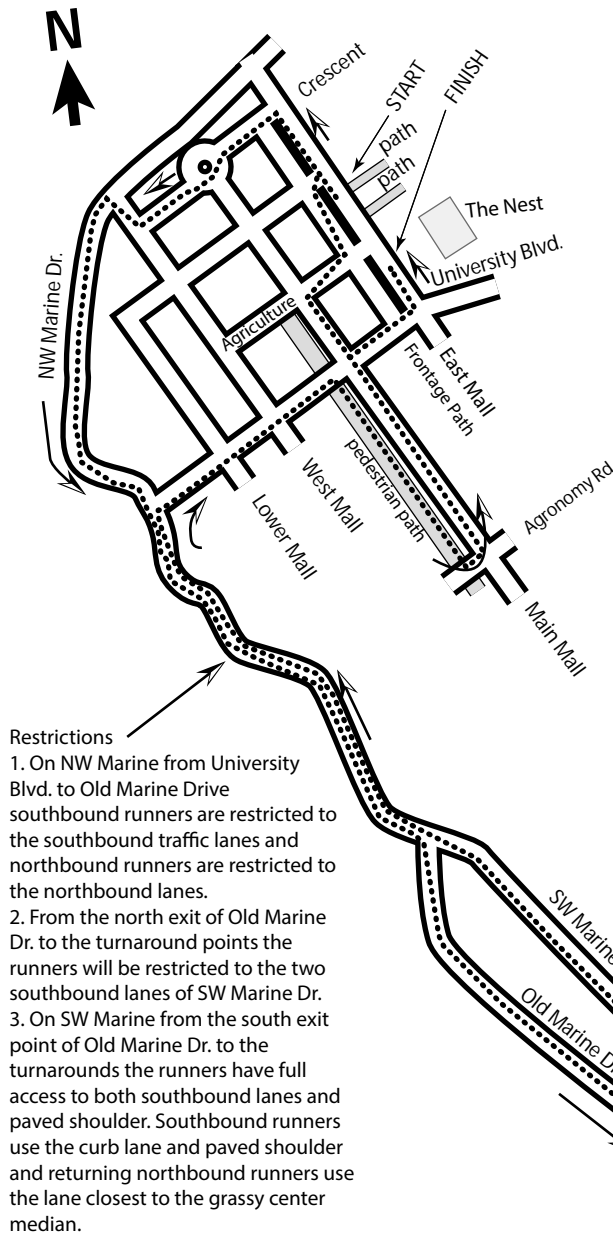 N
Crescent
START
FINISH
path
path
The Nest
University Blvd.
NW Marine Dr.
Agriculture
East Mall
Frontage Path
pedestrian path
West Mall
Lower Mall
Agronomy Rd
Main Mall
Restrictions
1. On NW Marine from University
Blvd. to Old Marine Drive
southbound runners are restricted to
the southbound traffic lanes and
northbound runners are restricted to
the northbound lanes.
2. From the north exit of Old Marine
Dr. to the turnaround points the
runners will be restricted to the two
southbound lanes of SW Marine Dr.
3. On SW Marine from the south exit
point of Old Marine Dr. to the
turnarounds the runners have full
access to both southbound lanes and
paved shoulder. Southbound runners
use the curb lane and paved shoulder
and returning northbound runners use
the lane closest to the grassy center
median.
SW Marine
Old Marine Dr.